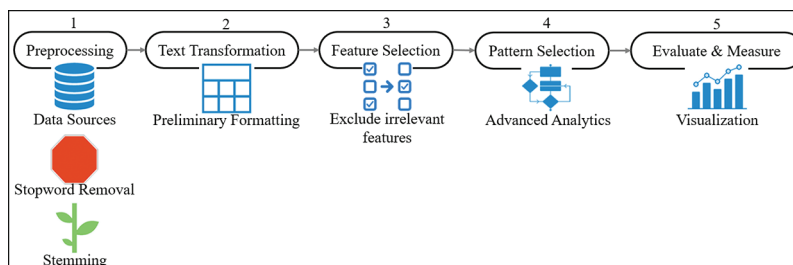 1 2 3 4 5
Preprocessing Text Transformation Feature Selection Pattern Selection Evaluate & Measure
Data Sources Preliminary Formatting Exclude irrelevant Advanced Analytics Visualization
features
Stopword Removal
Stemming